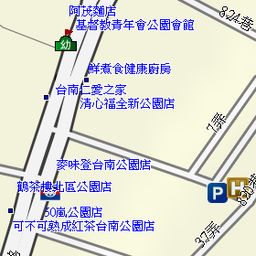 阿茂麵店
基督教青年會公園會館
幼
824巷
鮮煮食健康廚房
台南仁愛之家
清心福全新公園店
7弄
麥味登台南公園店
鶴茶樓北區公園店
P
H
50嵐公園店
可不可熟成紅茶台南公園店
37弄